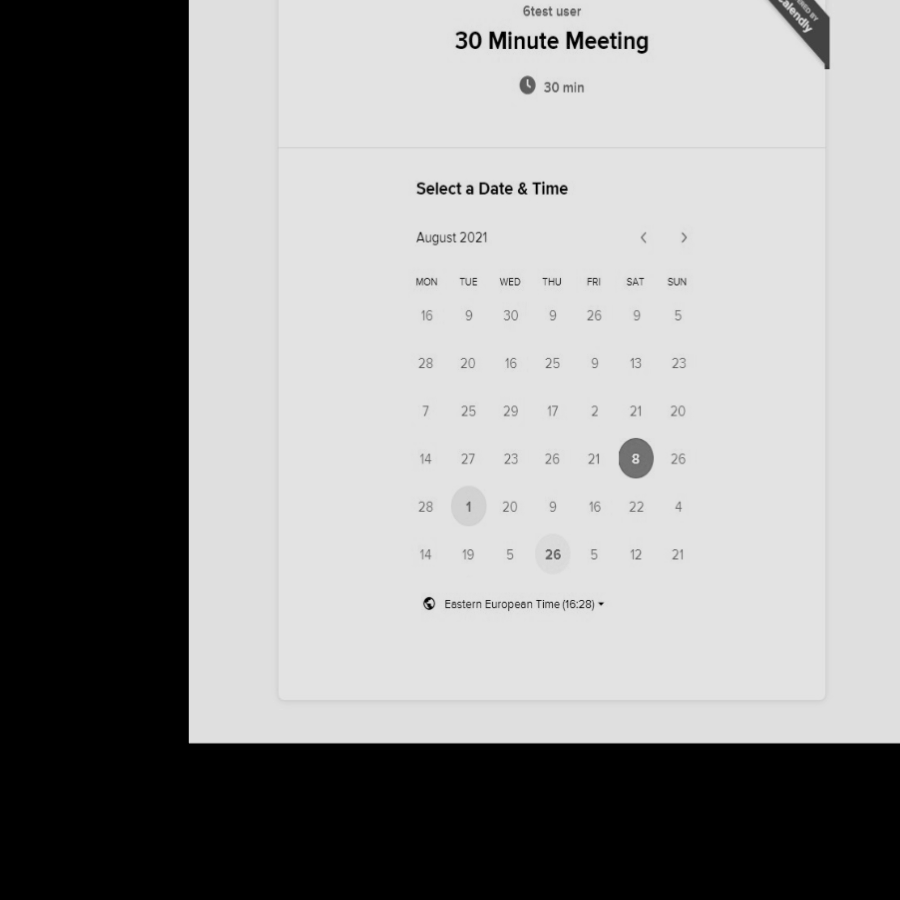 6test user
30 Minute Meeting
30 min
Select a Date & Time
August 2021
MON TUE WED THU FRI SAT SUN
16 9 30 9 26 9 5
28 20 16 25 9 13 23
7 25 29 17 2 21 20
14 27 23 26 21 8 26
28 1 20 9 16 22 4
14 19 5 26 5 12 21
Eastern European Time (16:28)